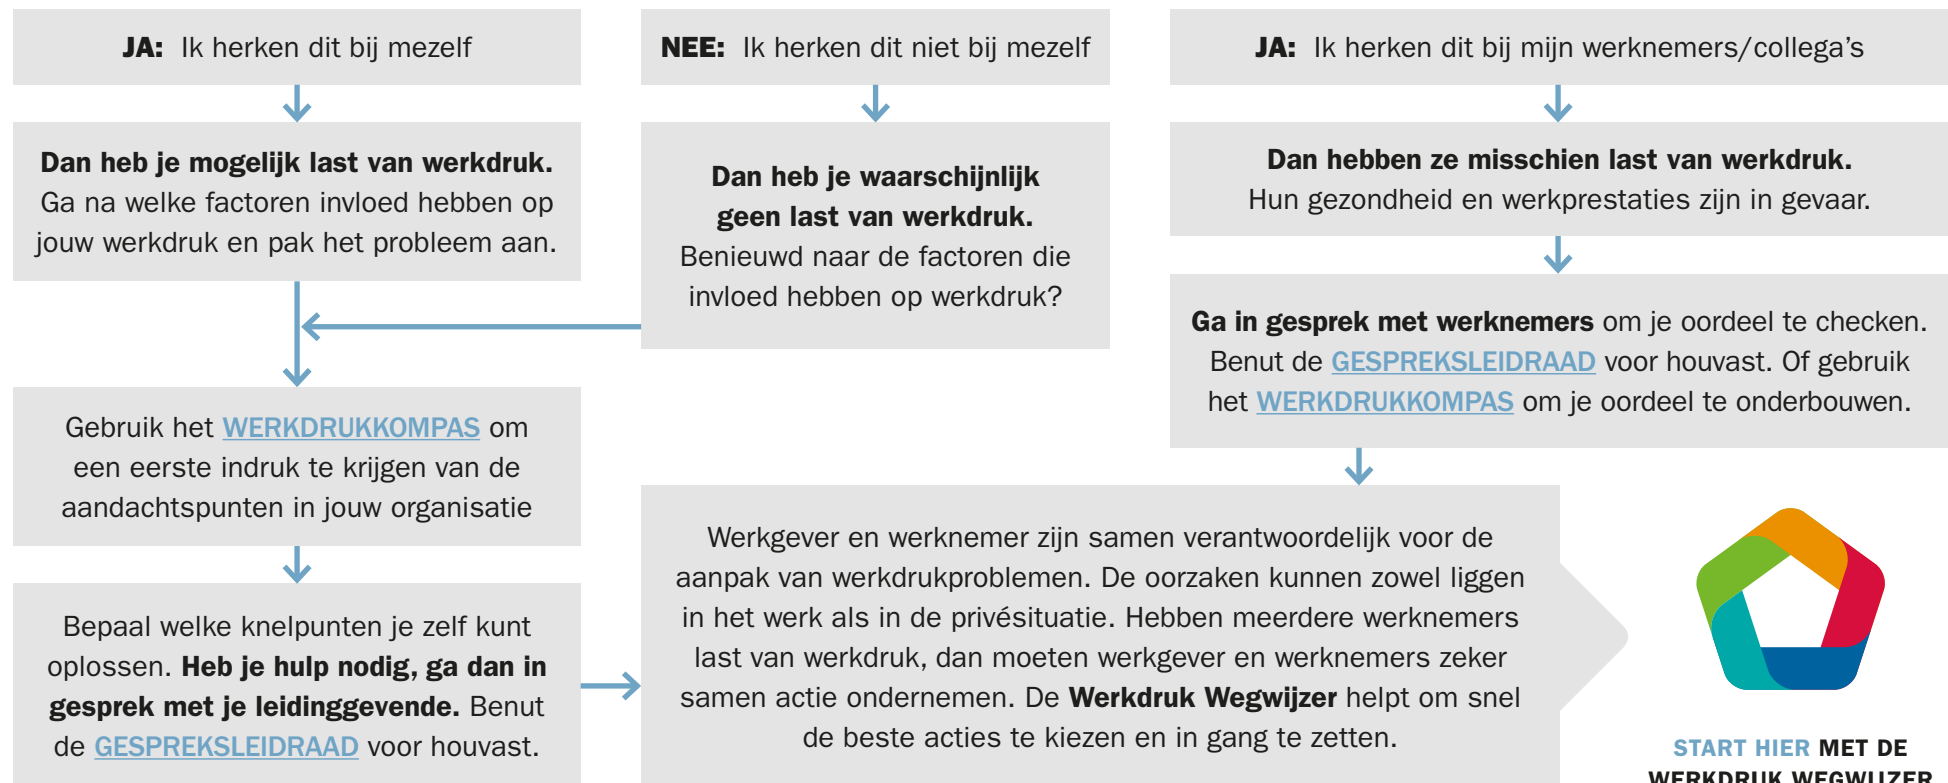 JA: Ik herken dit bij mezelf
Dan heb je mogelijk last van werkdruk.
Ga na welke factoren invloed hebben op
jouw werkdruk en pak het probleem aan.
Gebruik het WERKDRUKKOMPAS om
een eerste indruk te krijgen van de
aandachtspunten in jouw organisatie
Bepaal welke knelpunten je zelf kunt
oplossen. Heb je hulp nodig, ga dan in
gesprek met je leidinggevende. Benut
de GESPREKSLEIDRAAD voor houvast.
NEE: Ik herken dit niet bij mezelf
Dan heb je waarschijnlijk
geen last van werkdruk.
Benieuwd naar de factoren die
invloed hebben op werkdruk?
JA: Ik herken dit bij mijn werknemers/collega's
Dan hebben ze misschien last van werkdruk.
Hun gezondheid en werkprestaties zijn in gevaar.
Ga in gesprek met werknemers om je oordeel te checken.
Benut de GESPREKSLEIDRAAD voor houvast. Of gebruik
het WERKDRUKKOMPAS om je oordeel te onderbouwen.
Werkgever en werknemer zijn samen verantwoordelijk voor de
aanpak van werkdrukproblemen. De oorzaken kunnen zowel liggen
in het werk als in de privésituatie. Hebben meerdere werknemers
last van werkdruk, dan moeten werkgever en werknemers zeker
samen actie ondernemen. De Werkdruk Wegwijzer helpt om snel
de beste acties te kiezen en in gang te zetten.
START HIER MET DE
WERKDRUK WEGWIJZER